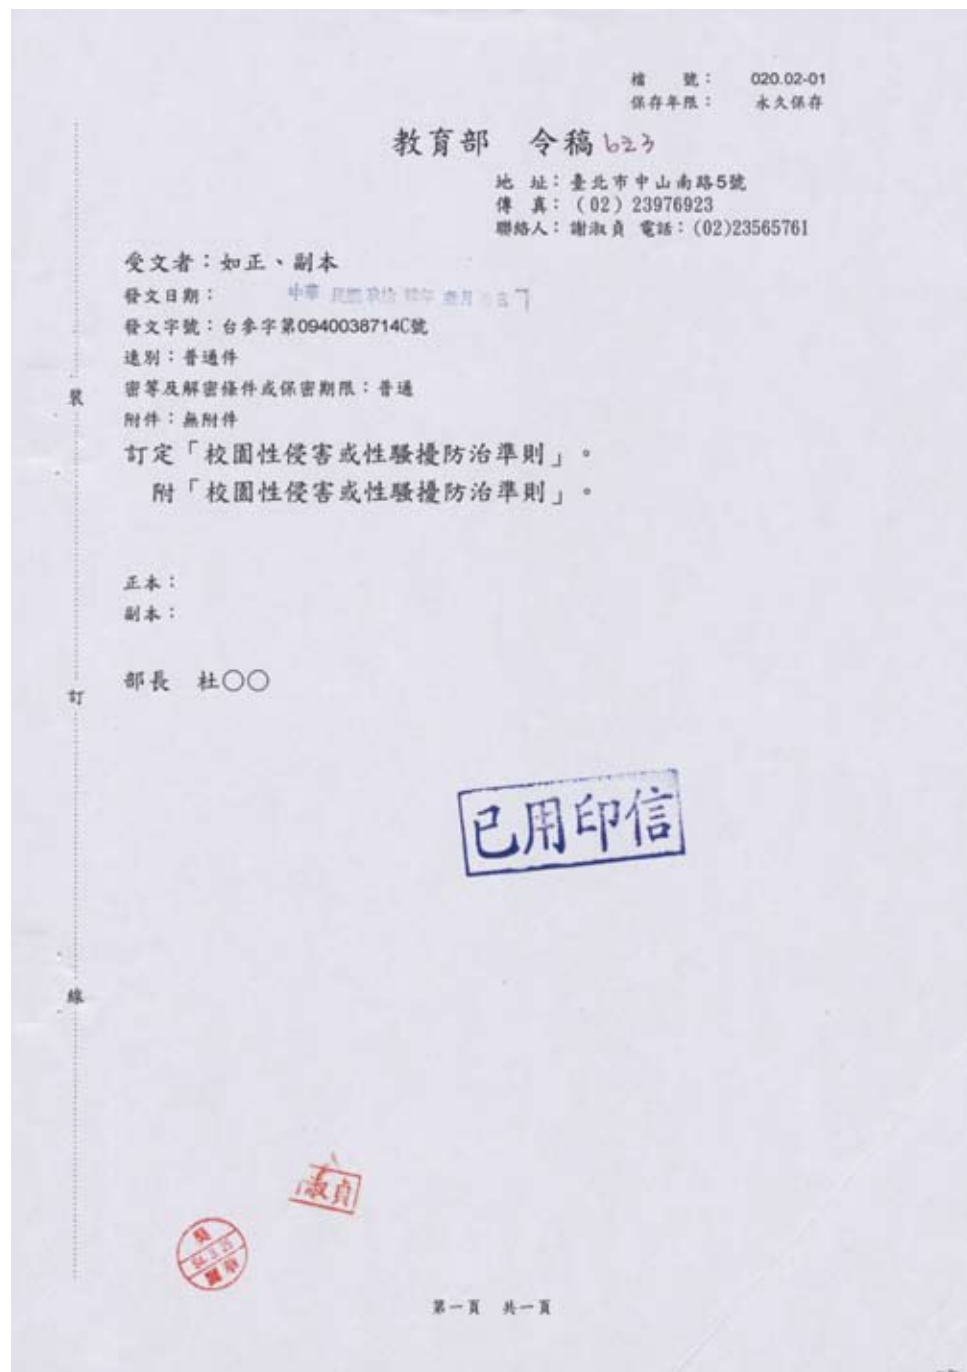 檔　　號：　020.02-01
保存年限：　永久保存
教育部　令稿 623
地　址：臺北市中山南路5號
傳　真：（02）23976923
聯絡人：謝淑貞 電話：(02)23565761
受文者：如正、副本
發文日期：　中華
發文字號：台參字第0940038714C號
速別：普通件
密等及解密條件或保密期限：普通
附件：無附件
訂定「校園性侵害或性騷擾防治準則」。
附「校園性侵害或性騷擾防治準則」。
正本：
副本：
部長　杜○○
裝
訂
線
已用印信
淑貞
第一頁　共一頁